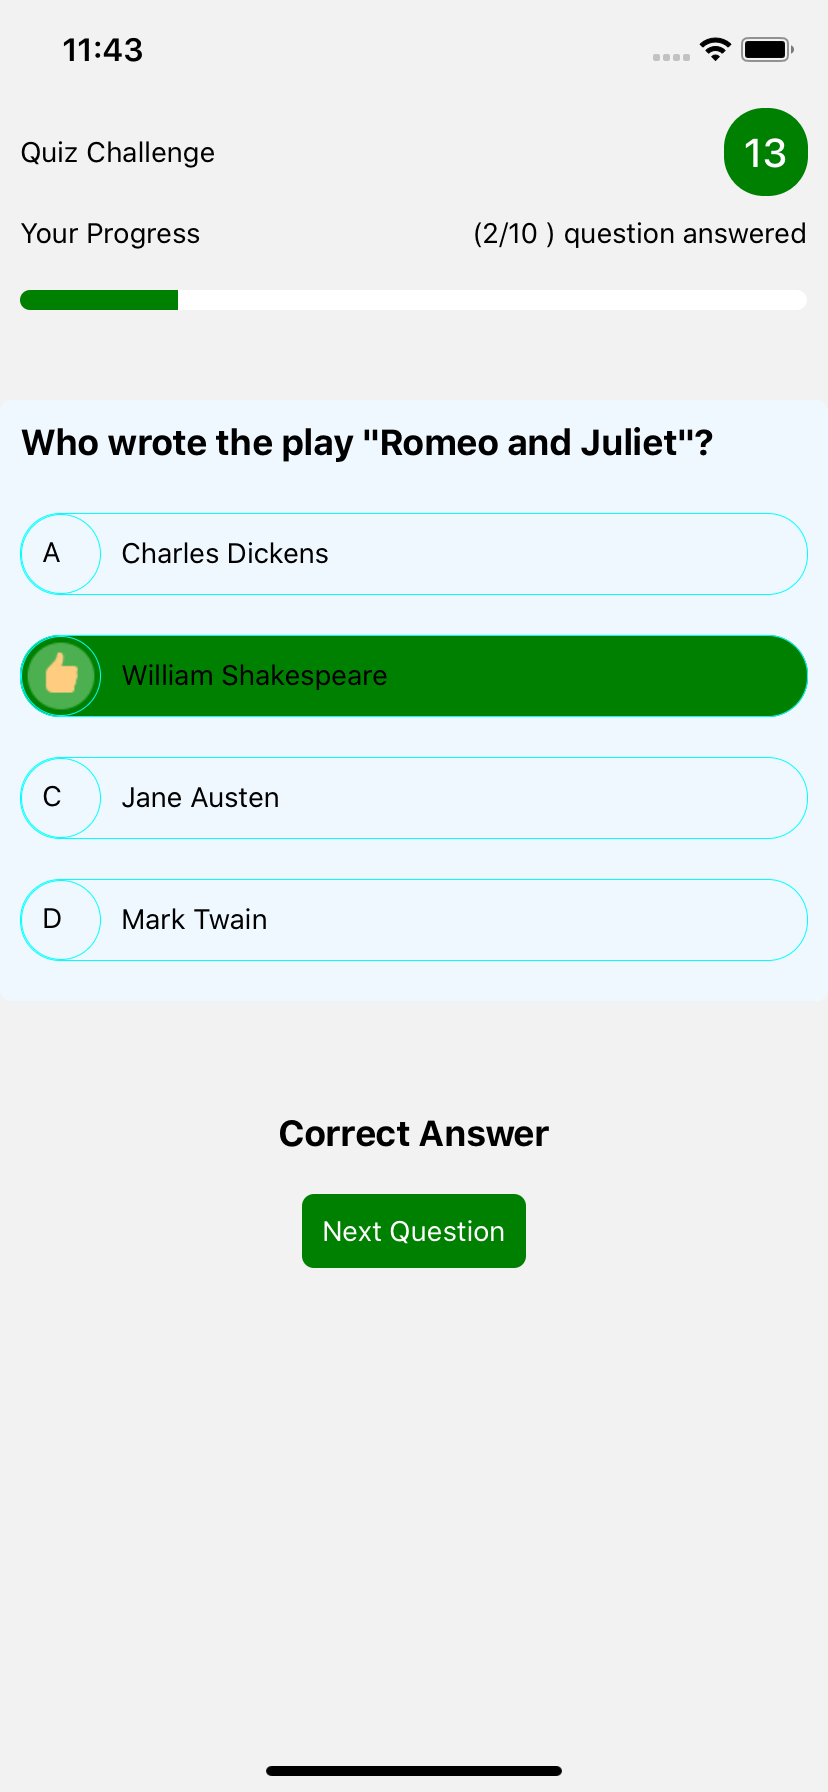 11:43
Quiz Challenge
13
Your Progress
(2/10 ) question answered
Who wrote the play "Romeo and Juliet"?
A
Charles Dickens
William Shakespeare
C
Jane Austen
D
Mark Twain
Correct Answer
Next Question